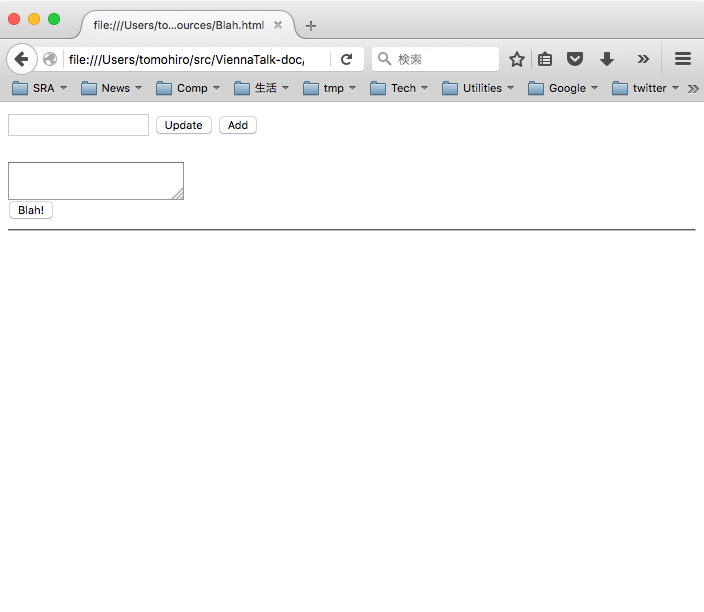 file:///Users/to...ources/Blah.html
file:///Users/tomohiro/src/ViennaTalk-doc/
検索
SRA News Comp 生活 tmp Tech Utilities Google twitter
Update Add
Blah!